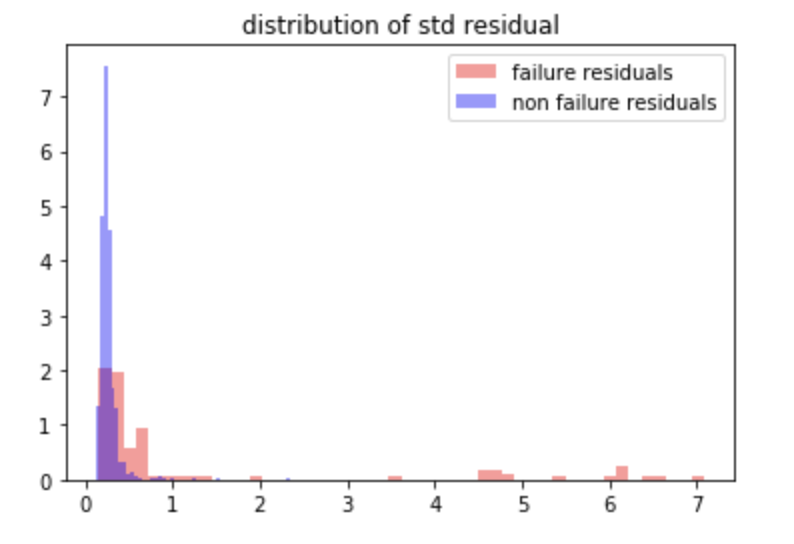 distribution of std residual
failure residuals
non failure residuals
7
6
5
4
3
2
1
0
0 1 2 3 4 5 6 7